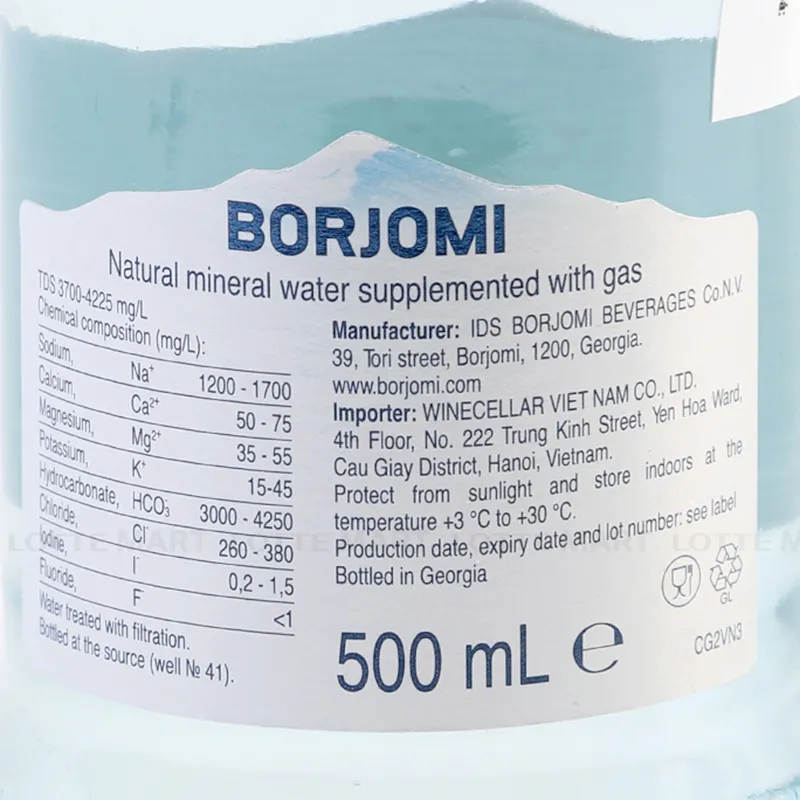 BORJOMI
Natural mineral water supplemented with gas
TDS 3700-4225 mg/L
Chemical composition (mg/L):
Sodium, Na⁺ 1200 - 1700
Calcium, Ca²⁺ 50 - 75
Magnesium, Mg²⁺ 35 - 55
Potassium, K⁺ 15-45
Hydrocarbonate, HCO₃ 3000 - 4250
Chloride, Cl⁻ 260 - 380
Iodine, I⁻ 0,2 - 1,5
Fluoride, F <1
Water treated with filtration.
Bottled at the source (well № 41).
Manufacturer: IDS BORJOMI BEVERAGES Co.N.V.
39, Tori street, Borjomi, 1200, Georgia.
www.borjomi.com
Importer: WINECELLAR VIET NAM CO., LTD.
4th Floor, No. 222 Trung Kinh Street, Yen Hoa Ward,
Cau Giay District, Hanoi, Vietnam.
Protect from sunlight and store indoors at the
temperature +3 °C to +30 °C.
Production date, expiry date and lot number: see label
Bottled in Georgia
GL
500 mL ℮
CG2VN3
LOTTE MART LOTTE MART LOTTE M